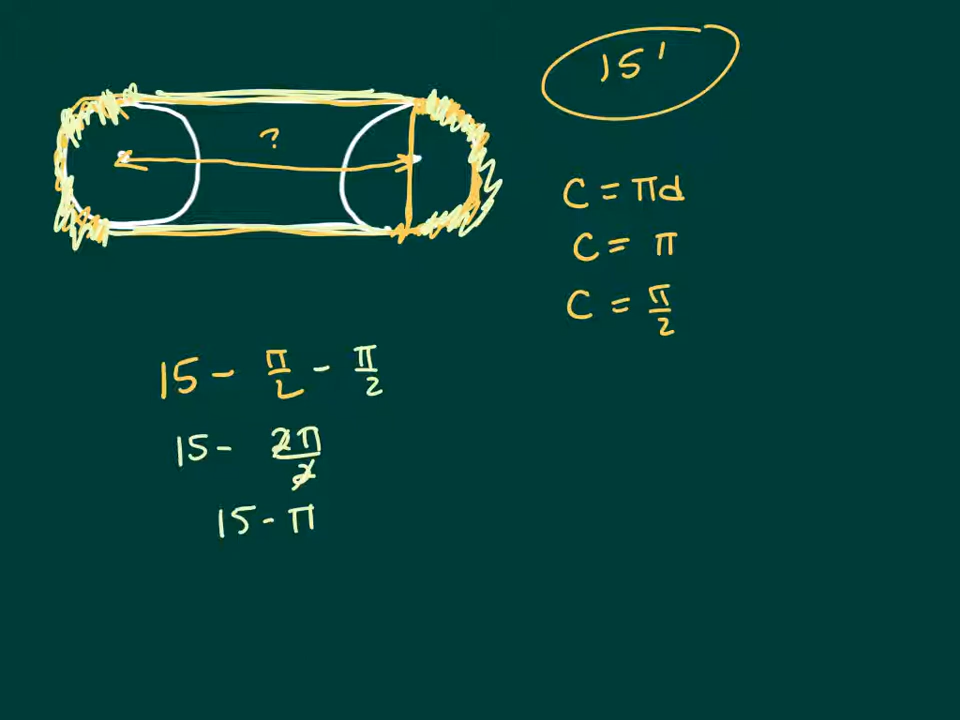 15'
?
C = πd
C = π
C = π/2
15 - π/2 - π/2
15 - 2π/2
15 - π